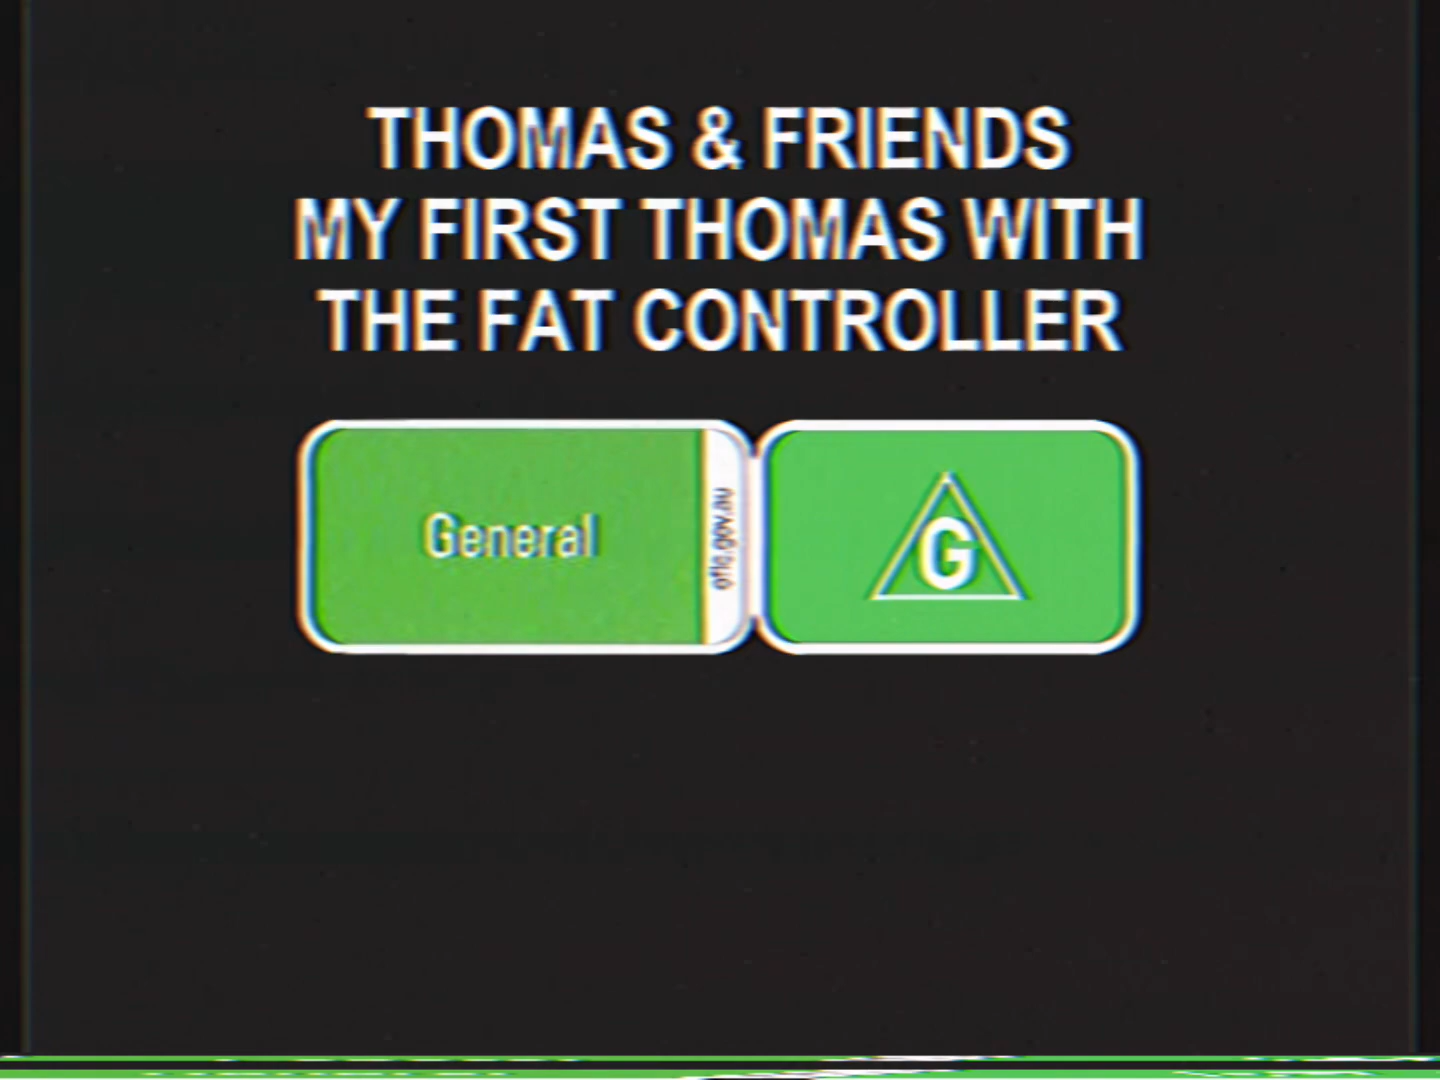 THOMAS & FRIENDS
MY FIRST THOMAS WITH
THE FAT CONTROLLER
General
oflc.gov.au
G